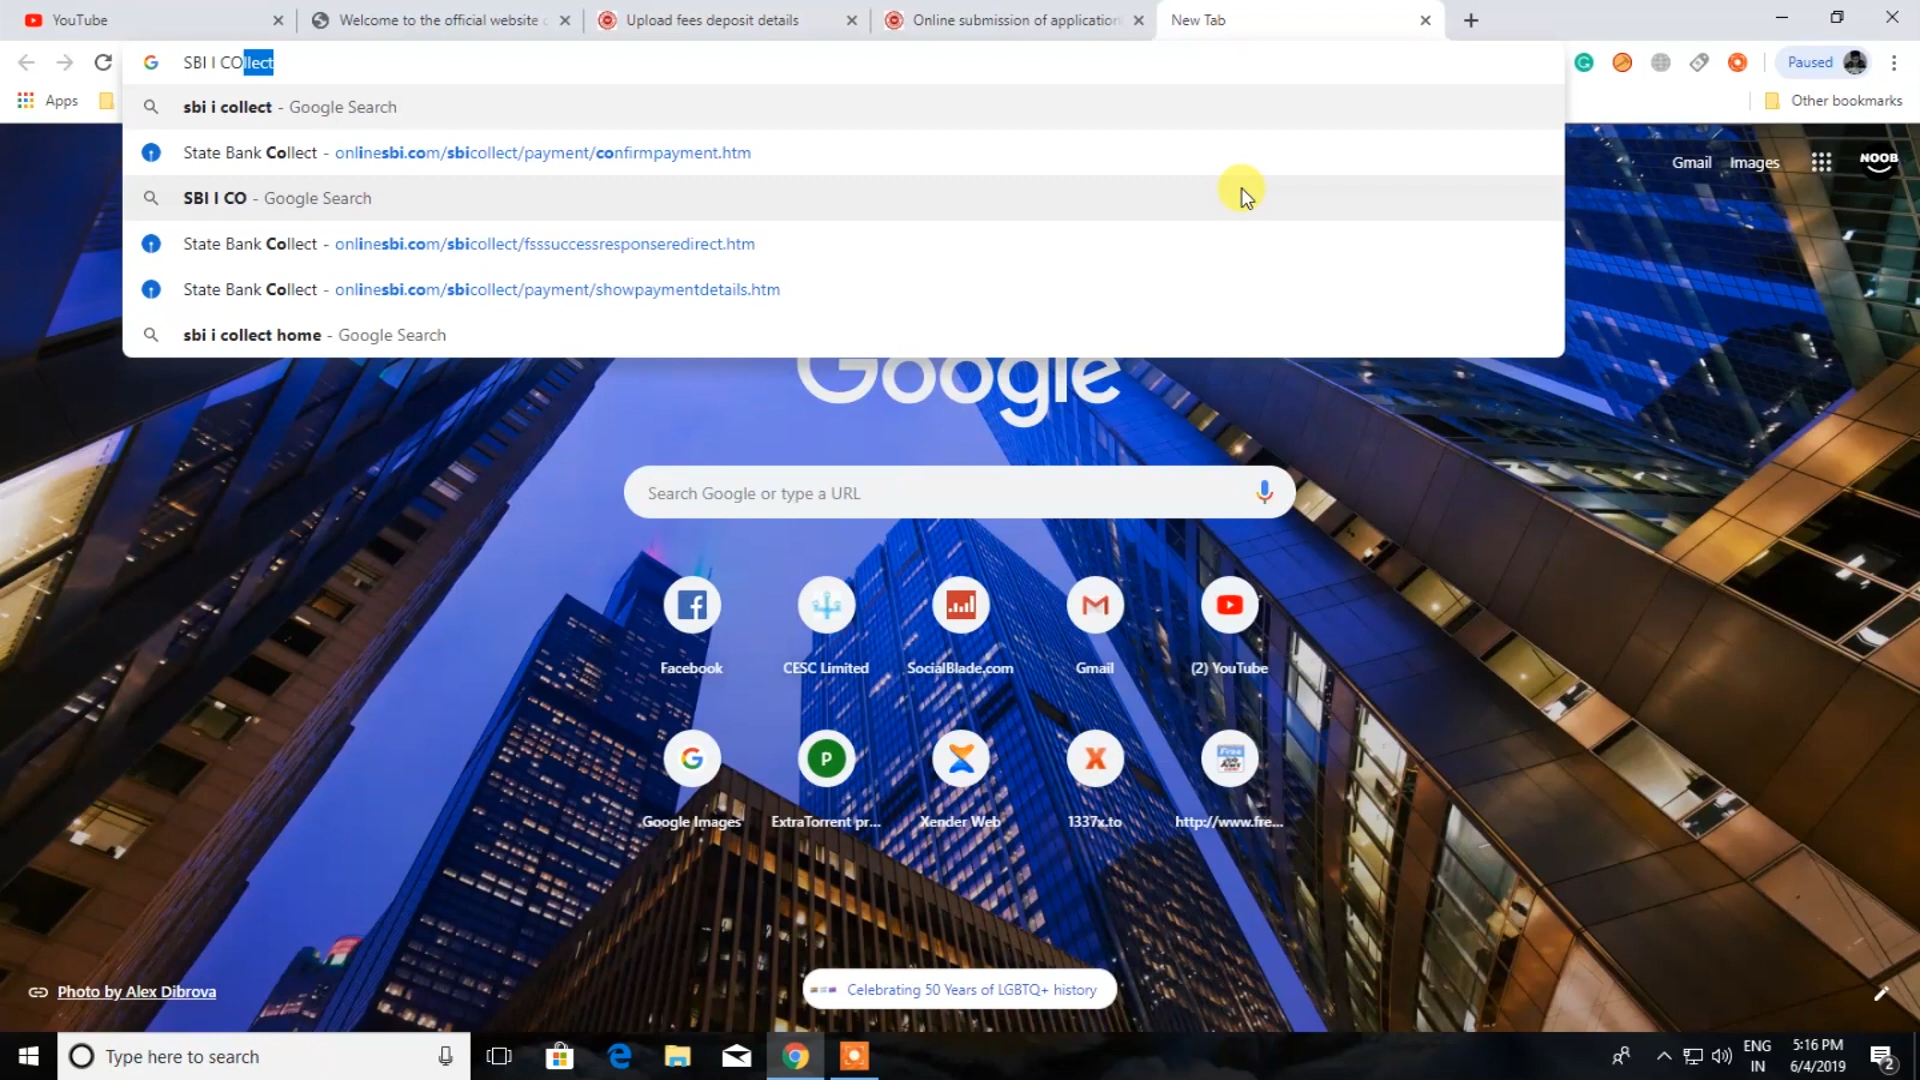 YouTube
Welcome to the official website
Upload fees deposit details
Online submission of application
New Tab
SBI I COllect
Paused
Apps
Other bookmarks
sbi i collect - Google Search
State Bank Collect - onlinesbi.com/sbicollect/payment/confirmpayment.htm
SBI I CO - Google Search
State Bank Collect - onlinesbi.com/sbicollect/fsssuccessresponseredirect.htm
State Bank Collect - onlinesbi.com/sbicollect/payment/showpaymentdetails.htm
sbi i collect home - Google Search
Gmail
Images
NOOB
Google
Search Google or type a URL
Facebook
CESC Limited
SocialBlade.com
Gmail
(2) YouTube
P
Free
Google Images
ExtraTorrent pr...
Xender Web
1337x.to
http://www.fre...
Photo by Alex Dibrova
Celebrating 50 Years of LGBTQ+ history
Type here to search
ENG
IN
5:16 PM
6/4/2019
2